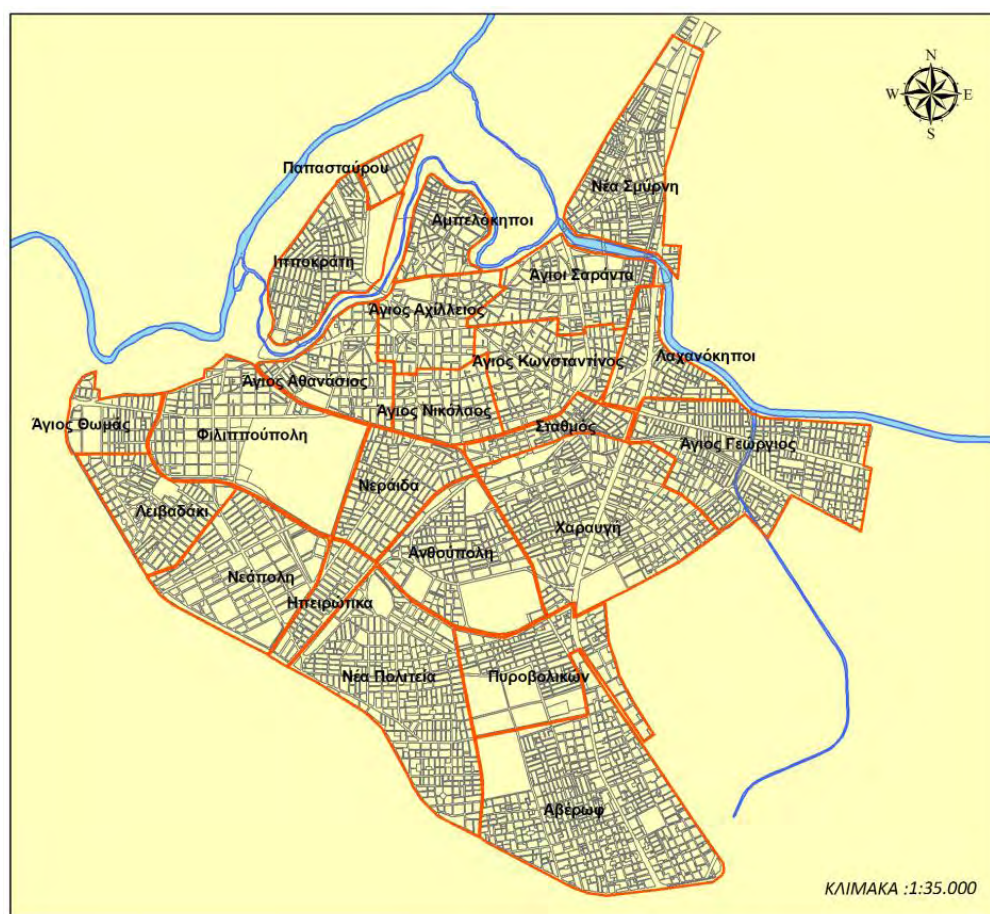 N
W E
S
Παπασταύρου
Νέα Σμύρνη
Αμπελόκηποι
Ιπποκράτη
Άγιοι Σαράντα
Άγιος Αχίλλειος
Λαχανόκηποι
Άγιος Κωνσταντίνος
Άγιος Αθανάσιος
Άγιος Νικόλαος
Άγιος Θωμάς
Σταθμός
Φιλιππούπολη
Άγιος Γεώργιος
Νεράιδα
Λειβαδάκι
Χαραυγή
Ανθούπολη
Νεάπολη
Ηπειρώτικα
Νέα Πολιτεία
Πυροβολικών
Αβέρωφ
ΚΛΙΜΑΚΑ :1:35.000